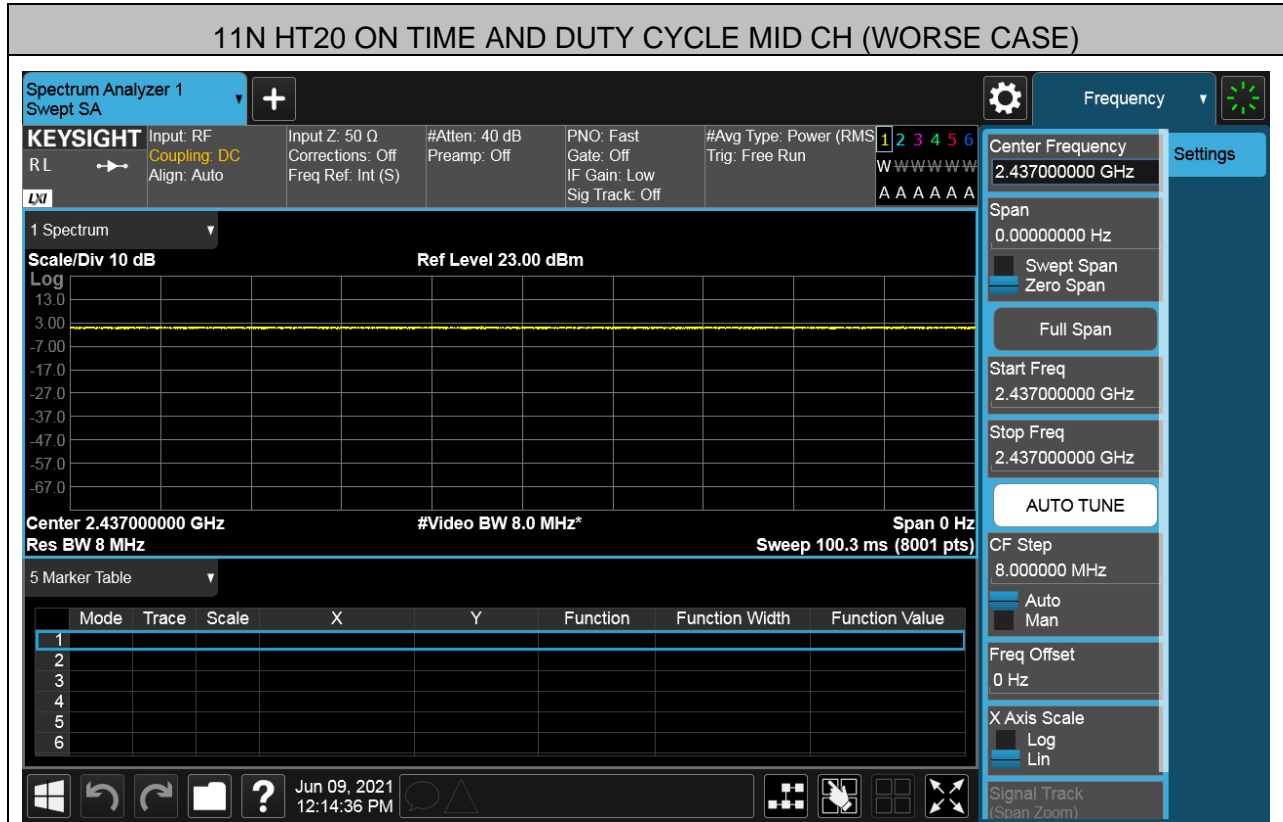 11N HT20 ON TIME AND DUTY CYCLE MID CH (WORSE CASE)
Spectrum Analyzer 1
Swept SA
Frequency
KEYSIGHT
R L
LXI
Input: RF
Coupling: DC
Align: Auto
Input Z: 50 Ω
Corrections: Off
Freq Ref: Int (S)
#Atten: 40 dB
Preamp: Off
PNO: Fast
Gate: Off
IF Gain: Low
Sig Track: Off
#Avg Type: Power (RMS
Trig: Free Run
1 2 3 4 5 6
W W W W W W
A A A A A A
1 Spectrum
Scale/Div 10 dB
Ref Level 23.00 dBm
Log
13.0
3.00
-7.00
-17.0
-27.0
-37.0
-47.0
-57.0
-67.0
Center 2.437000000 GHz
#Video BW 8.0 MHz*
Span 0 Hz
Res BW 8 MHz
Sweep 100.3 ms (8001 pts)
5 Marker Table
Mode Trace Scale X Y Function Function Width Function Value
1
2
3
4
5
6
?
Jun 09, 2021
12:14:36 PM
Center Frequency
2.437000000 GHz
Settings
Span
0.00000000 Hz
Swept Span
Zero Span
Full Span
Start Freq
2.437000000 GHz
Stop Freq
2.437000000 GHz
AUTO TUNE
CF Step
8.000000 MHz
Auto
Man
Freq Offset
0 Hz
X Axis Scale
Log
Lin
Signal Track
(Span Zoom)